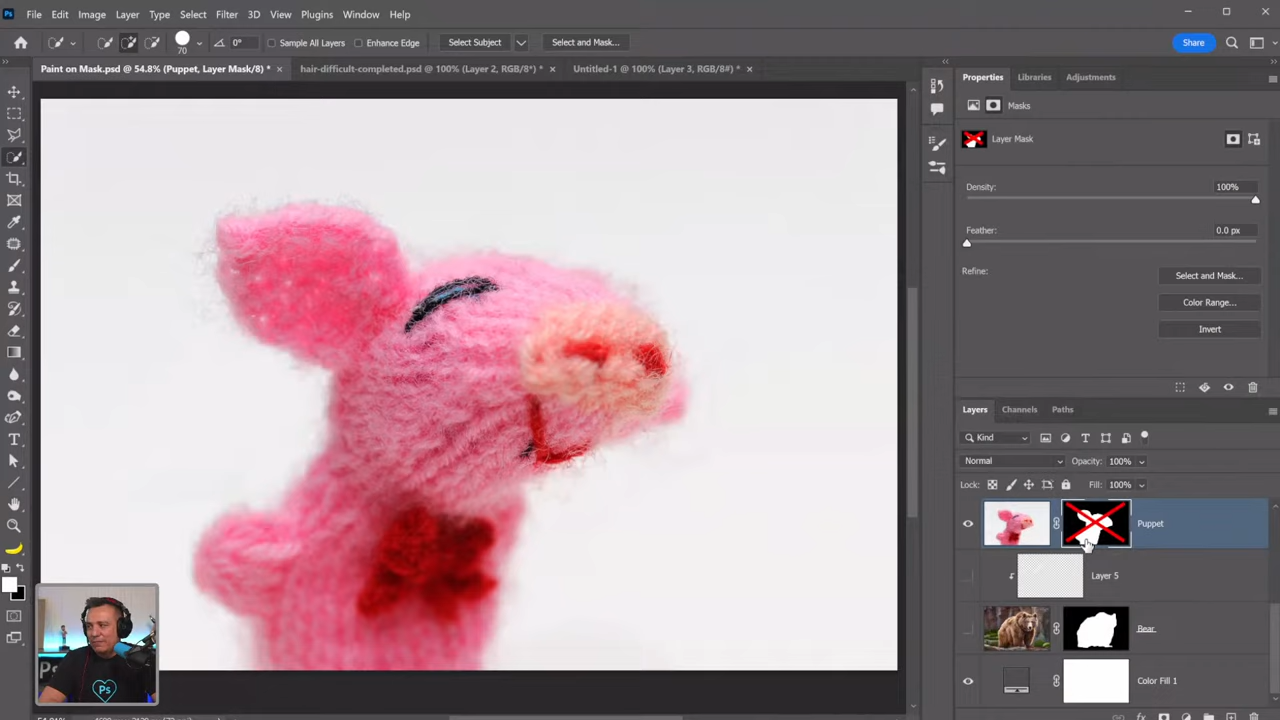 Ps File Edit Image Layer Type Select Filter 3D View Plugins Window Help
70 0° Sample All Layers Enhance Edge Select Subject Select and Mask... Share
Paint on Mask.psd @ 54.8% (Puppet, Layer Mask/8) * × hair-difficult-completed.psd @ 100% (Layer 2, RGB/8*) * × Untitled-1 @ 100% (Layer 3, RGB/8#) * ×
Properties Libraries Adjustments
Masks
Layer Mask
Density: 100%
Feather: 0.0 px
Refine: Select and Mask...
Color Range...
Invert
Layers Channels Paths
Kind
Normal Opacity: 100%
Lock: Fill: 100%
Puppet
Layer 5
Bear
Color Fill 1
Ps